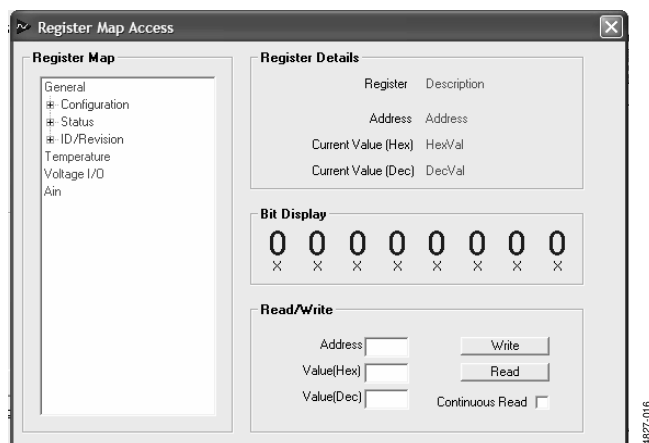 Register Map Access
Register Map
General
Configuration
Status
ID/Revision
Temperature
Voltage I/O
Ain
Register Details
Register Description
Address Address
Current Value (Hex) HexVal
Current Value (Dec) DecVal
Bit Display
0 0 0 0 0 0 0 0
X X X X X X X X
Read/Write
Address
Write
Value(Hex)
Read
Value(Dec)
Continuous Read
4827-016